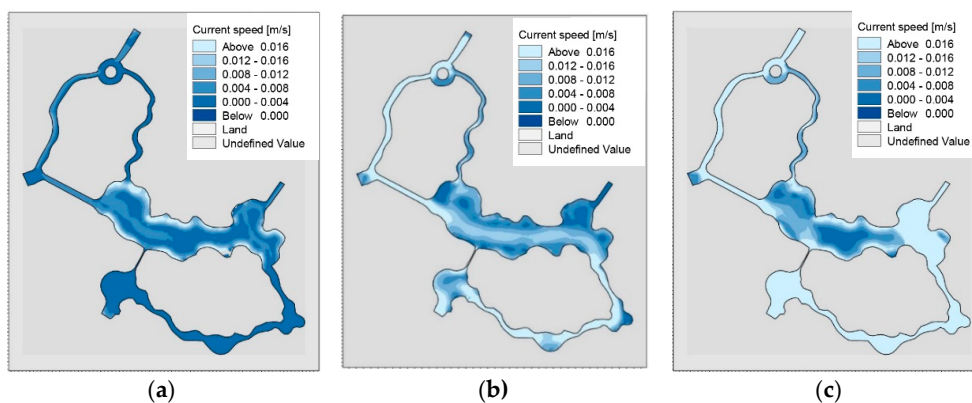 Current speed [m/s]
Above 0.016
0.012 - 0.016
0.008 - 0.012
0.004 - 0.008
0.000 - 0.004
Below 0.000
Land
Undefined Value
(a)
Current speed [m/s]
Above 0.016
0.012 - 0.016
0.008 - 0.012
0.004 - 0.008
0.000 - 0.004
Below 0.000
Land
Undefined Value
(b)
Current speed [m/s]
Above 0.016
0.012 - 0.016
0.008 - 0.012
0.004 - 0.008
0.000 - 0.004
Below 0.000
Land
Undefined Value
(c)